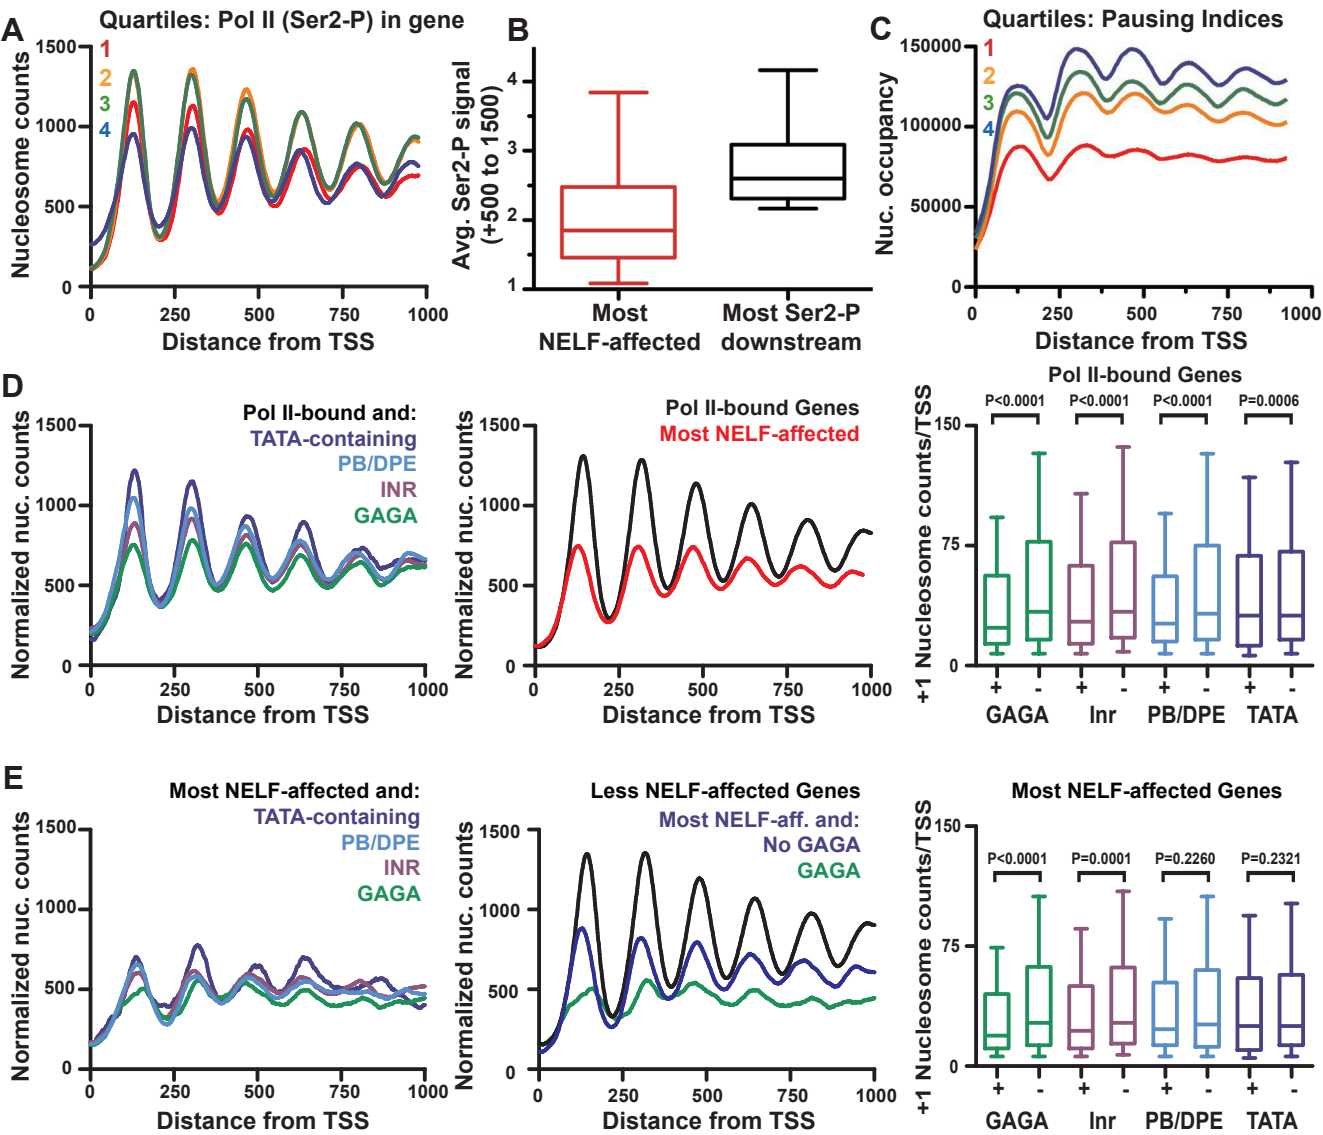 A
Quartiles: Pol II (Ser2-P) in gene
1500
1000
500
0
1
2
3
4
Nucleosome counts
0 250 500 750 1000
Distance from TSS
B
4
3
2
1
Avg. Ser2-P signal
(+500 to 1500)
Most
NELF-affected
Most Ser2-P
downstream
C
Quartiles: Pausing Indices
150000
100000
50000
0
1
2
3
4
Nuc. occupancy
0 250 500 750 1000
Distance from TSS
D
Pol II-bound and:
TATA-containing
PB/DPE
INR
GAGA
1500
1000
500
0
Normalized nuc. counts
0 250 500 750 1000
Distance from TSS
Pol II-bound Genes
Most NELF-affected
1500
1000
500
0
Normalized nuc. counts
0 250 500 750 1000
Distance from TSS
Pol II-bound Genes
P<0.0001 P<0.0001 P<0.0001 P=0.0006
150
75
0
+1 Nucleosome counts/TSS
+ - + - + - + -
GAGA Inr PB/DPE TATA
E
Most NELF-affected and:
TATA-containing
PB/DPE
INR
GAGA
1500
1000
500
0
Normalized nuc. counts
0 250 500 750 1000
Distance from TSS
Less NELF-affected Genes
Most NELF-aff. and:
No GAGA
GAGA
1500
1000
500
0
Normalized nuc. counts
0 250 500 750 1000
Distance from TSS
Most NELF-affected Genes
P<0.0001 P=0.0001 P=0.2260 P=0.2321
150
75
0
+1 Nucleosome counts/TSS
+ - + - + - + -
GAGA Inr PB/DPE TATA